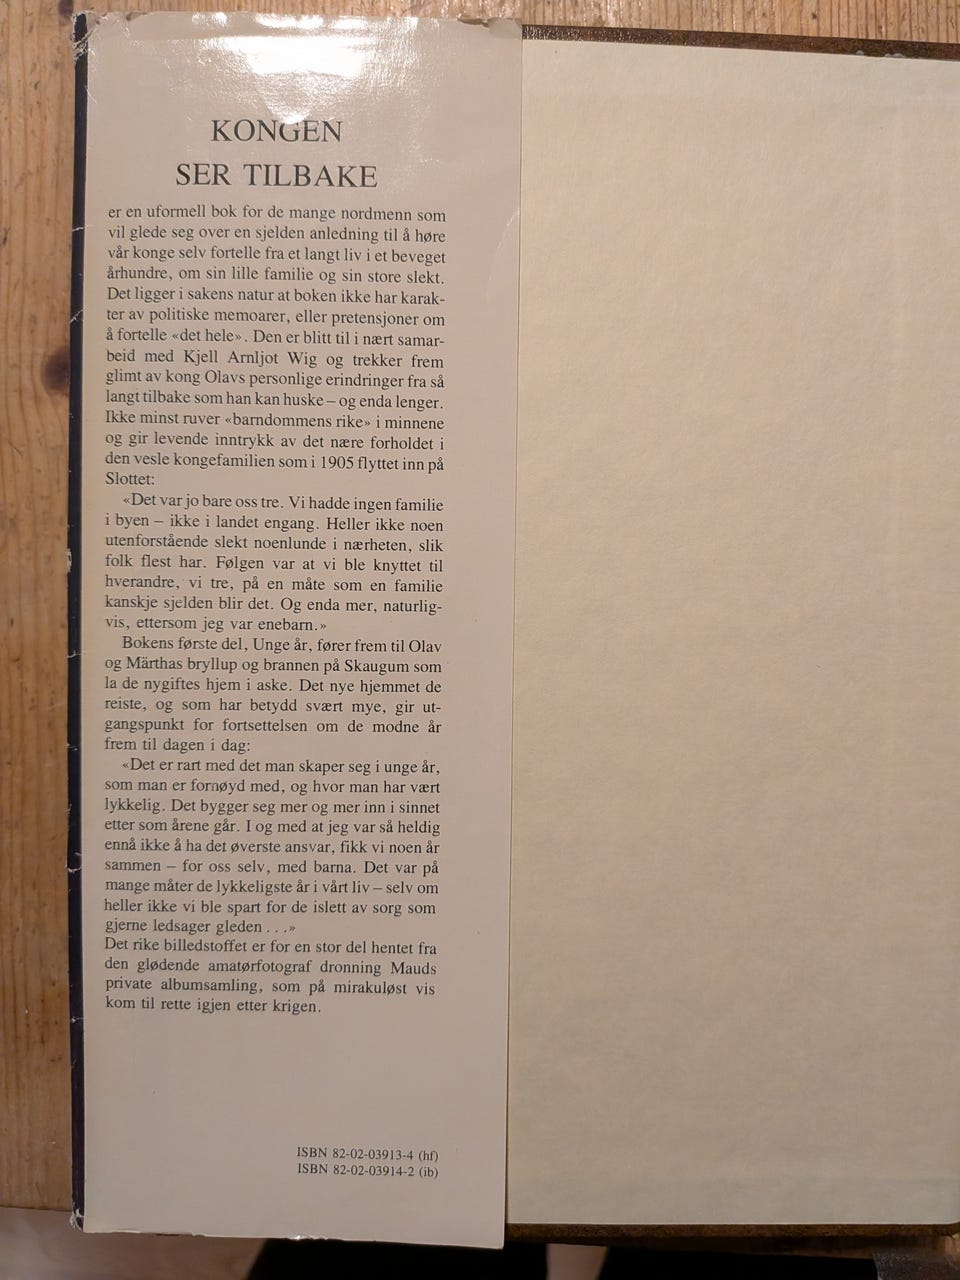 KONGEN
SER TILBAKE
er en uformell bok for de mange nordmenn som
vil glede seg over en sjelden anledning til å høre
vår konge selv fortelle fra et langt liv i et beveget
århundre, om sin lille familie og sin store slekt.
Det ligger i sakens natur at boken ikke har karak-
ter av politiske memoarer, eller pretensjoner om
å fortelle «det hele». Den er blitt til i nært samar-
beid med Kjell Arnljot Wig og trekker frem
glimt av kong Olavs personlige erindringer fra så
langt tilbake som han kan huske – og enda lenger.
Ikke minst ruver «barndommens rike» i minnene
og gir levende inntrykk av det nære forholdet i
den vesle kongefamilien som i 1905 flyttet inn på
Slottet:
«Det var jo bare oss tre. Vi hadde ingen familie
i byen – ikke i landet engang. Heller ikke noen
utenforstående slekt noenlunde i nærheten, slik
folk flest har. Følgen var at vi ble knyttet til
hverandre, vi tre, på en måte som en familie
kanskje sjelden blir det. Og enda mer, naturlig-
vis, ettersom jeg var enebarn.»
Bokens første del, Unge år, fører frem til Olav
og Märthas bryllup og brannen på Skaugum som
la de nygiftes hjem i aske. Det nye hjemmet de
reiste, og som har betydd svært mye, gir ut-
gangspunkt for fortsettelsen om de modne år
frem til dagen i dag:
«Det er rart med det man skaper seg i unge år,
som man er fornøyd med, og hvor man har vært
lykkelig. Det bygger seg mer og mer inn i sinnet
etter som årene går. I og med at jeg var så heldig
ennå ikke å ha det øverste ansvar, fikk vi noen år
sammen – for oss selv, med barna. Det var på
mange måter de lykkeligste år i vårt liv – selv om
heller ikke vi ble spart for de islett av sorg som
gjerne ledsager gleden . . .»
Det rike billedstoffet er for en stor del hentet fra
den glødende amatørfotograf dronning Mauds
private albumsamling, som på mirakuløst vis
kom til rette igjen etter krigen.
ISBN 82-02-03913-4 (hf)
ISBN 82-02-03914-2 (ib)